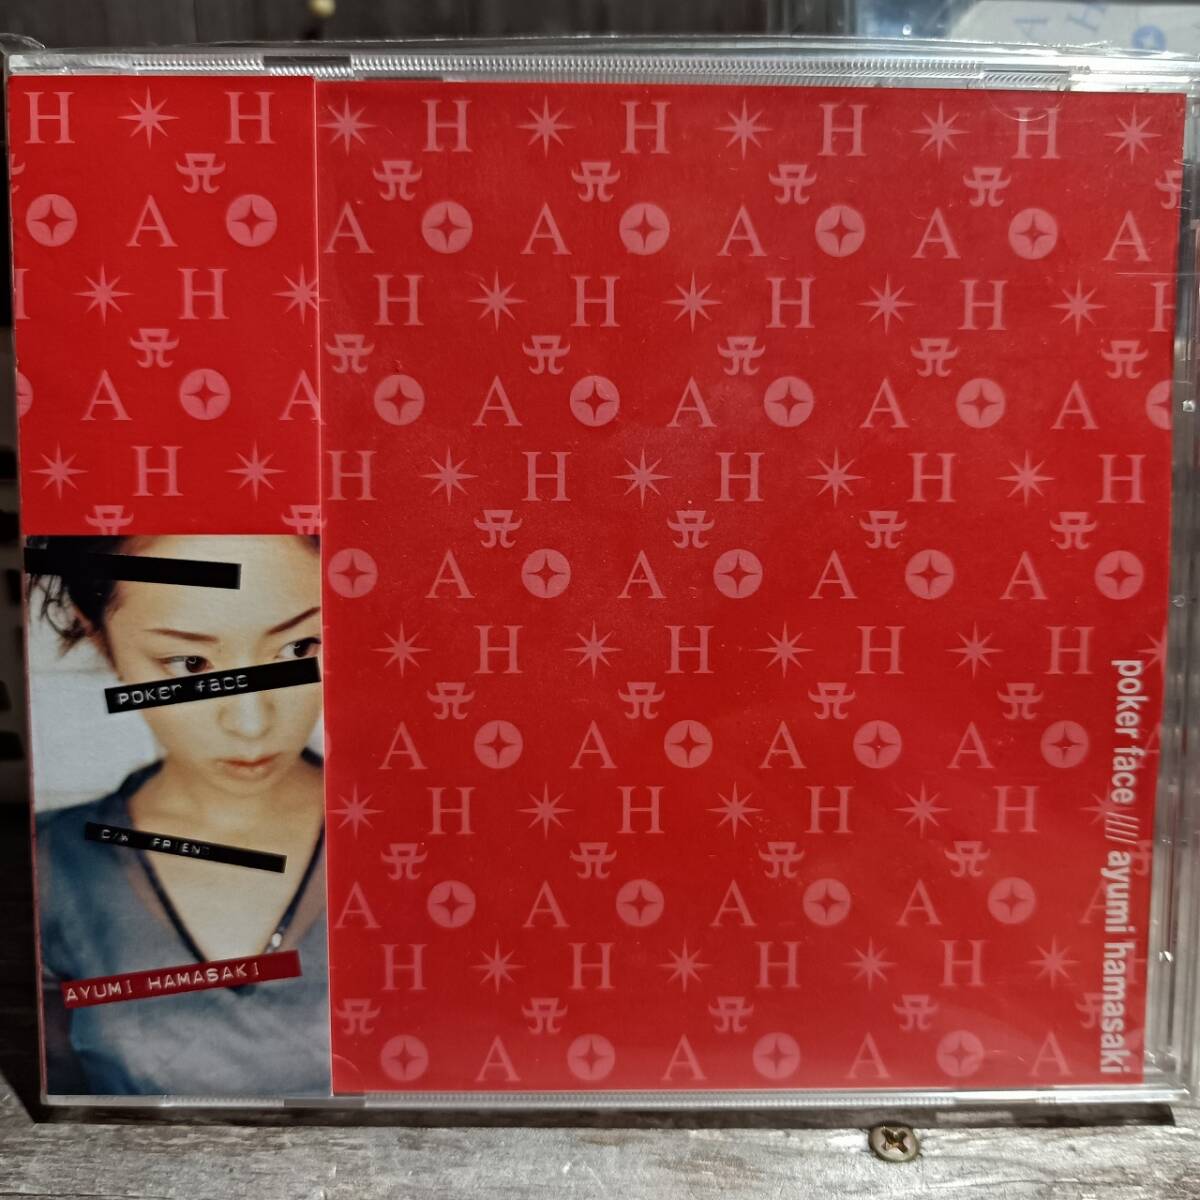 poker face
c/w friend
AYUMI HAMASAKI
poker face //// ayumi hamasaki